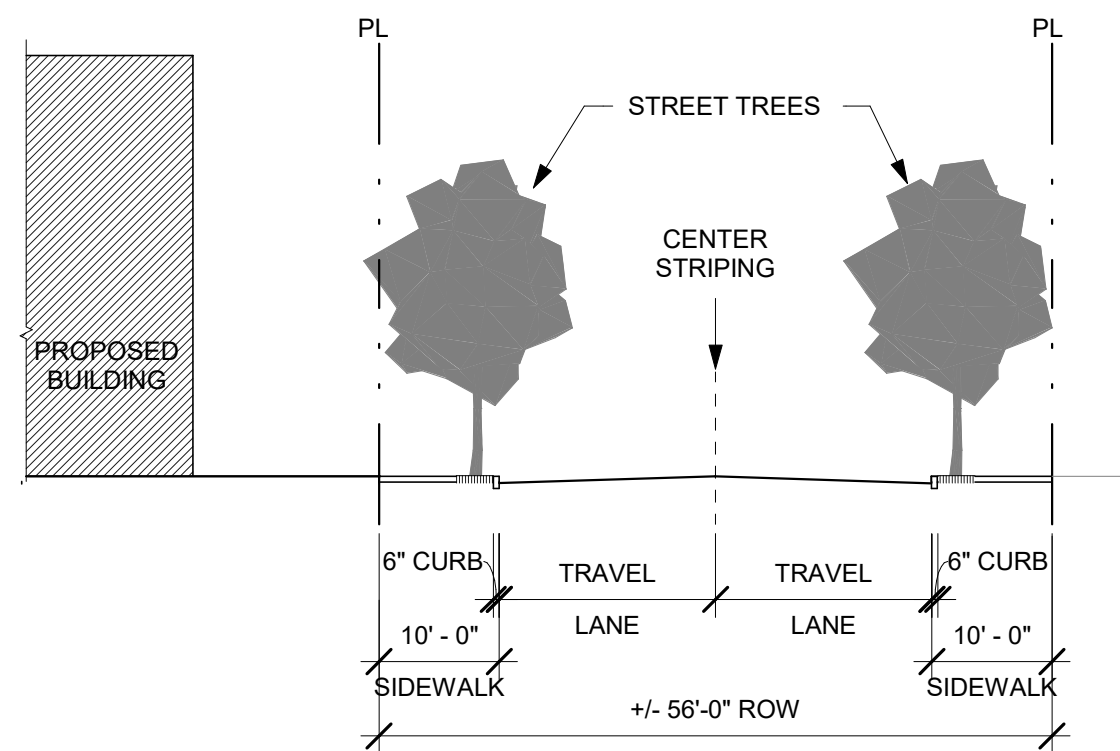 PL
PL
STREET TREES
CENTER
STRIPING
PROPOSED
BUILDING
6" CURB
TRAVEL
LANE
TRAVEL
LANE
6" CURB
10' - 0"
SIDEWALK
10' - 0"
SIDEWALK
+/- 56'-0" ROW